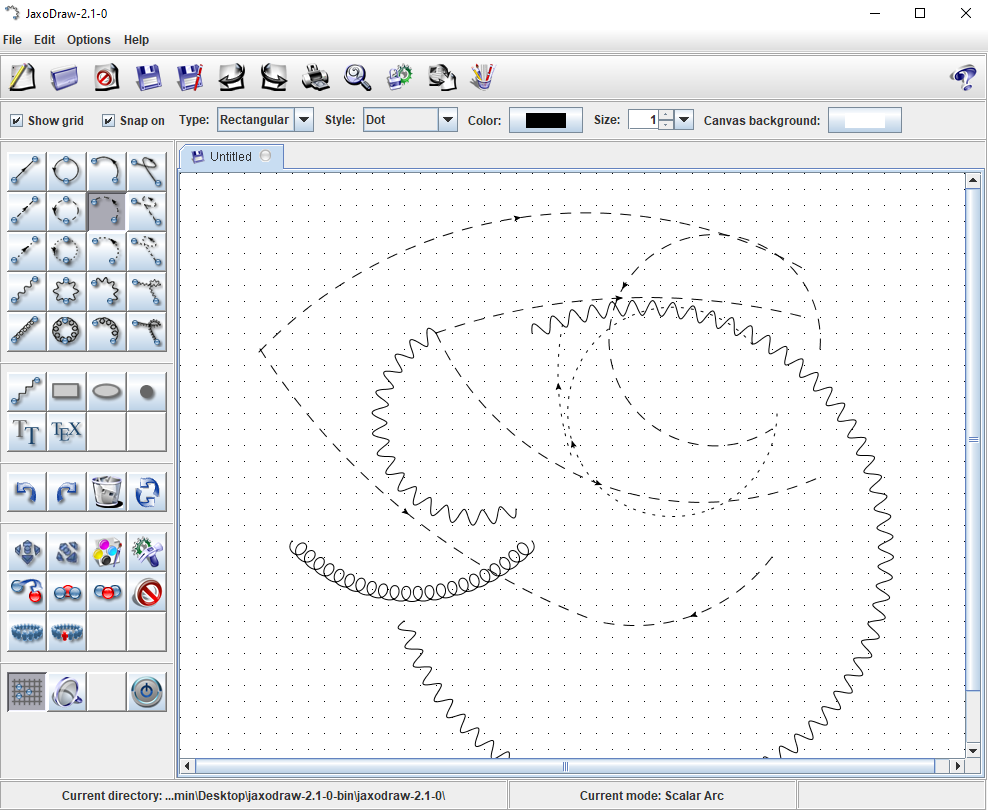 JaxoDraw-2.1-0
File Edit Options Help
Show grid Snap on Type: Rectangular Style: Dot Color: Size: 1 Canvas background:
Untitled
TT TEX
Current directory: ...min\Desktop\jaxodraw-2.1-0-bin\jaxodraw-2.1-0\ Current mode: Scalar Arc